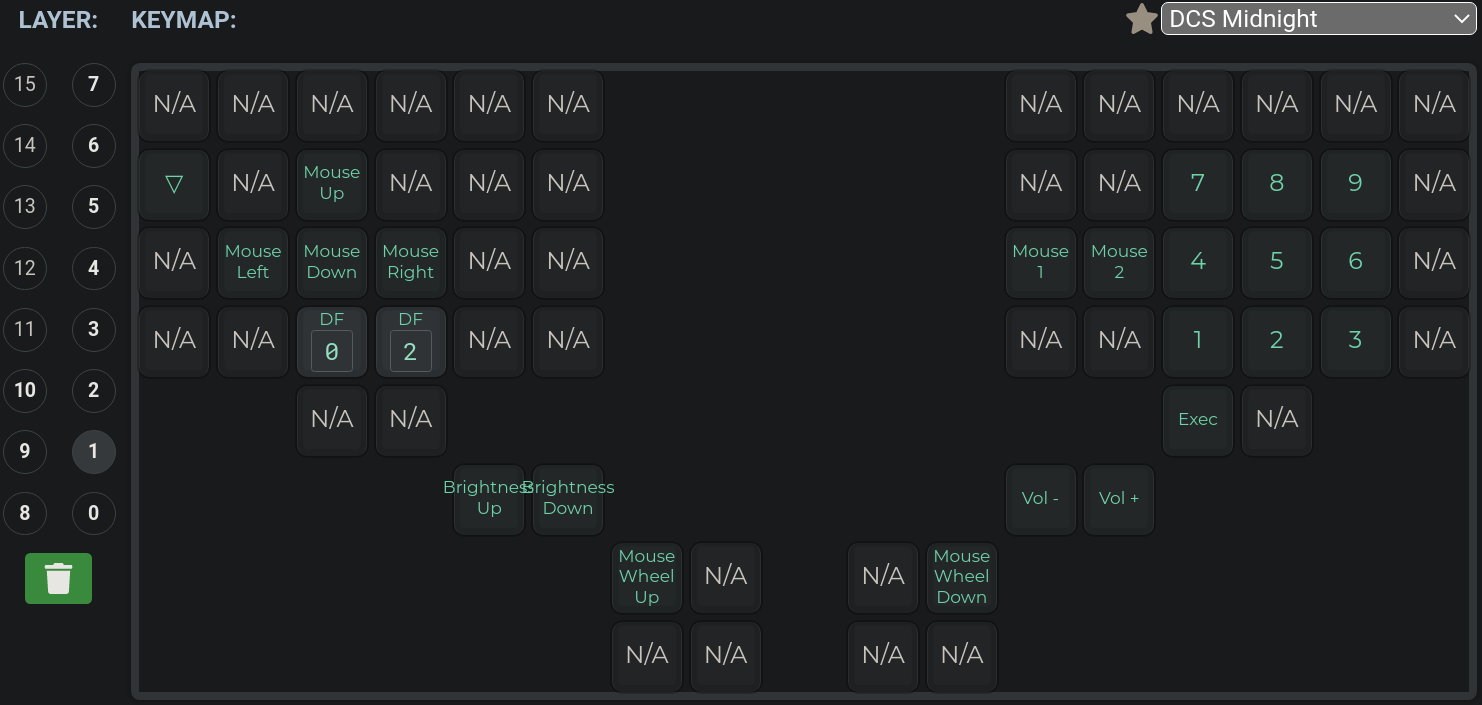 LAYER: KEYMAP: DCS Midnight
15 7 N/A N/A N/A N/A N/A N/A N/A N/A N/A N/A N/A N/A
14 6 ▽ N/A Mouse Up N/A N/A N/A N/A N/A 7 8 9 N/A
13 5
12 4 N/A Mouse Left Mouse Down Mouse Right N/A N/A Mouse 1 Mouse 2 4 5 6 N/A
11 3 N/A N/A DF 0 DF 2 N/A N/A N/A N/A 1 2 3 N/A
10 2 N/A N/A Exec N/A
9 1
8 0 Brightness Up Brightness Down Vol - Vol +
Mouse Wheel Up N/A N/A Mouse Wheel Down
N/A N/A N/A N/A